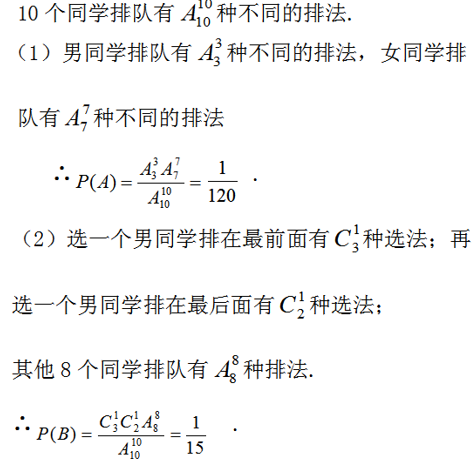 10 个同学排队有 $A_{10}^{10}$ 种不同的排法.
（1）男同学排队有 $A_3^3$ 种不同的排法，女同学排
队有 $A_7^7$ 种不同的排法
∴ $P(A)=\frac{A_3^3 A_7^7}{A_{10}^{10}}=\frac{1}{120}$ .
（2）选一个男同学排在最前面有 $C_3^1$ 种选法；再
选一个男同学排在最后面有 $C_2^1$ 种选法；
其他 8 个同学排队有 $A_8^8$ 种排法.
∴ $P(B)=\frac{C_3^1 C_2^1 A_8^8}{A_{10}^{10}}=\frac{1}{15}$ .